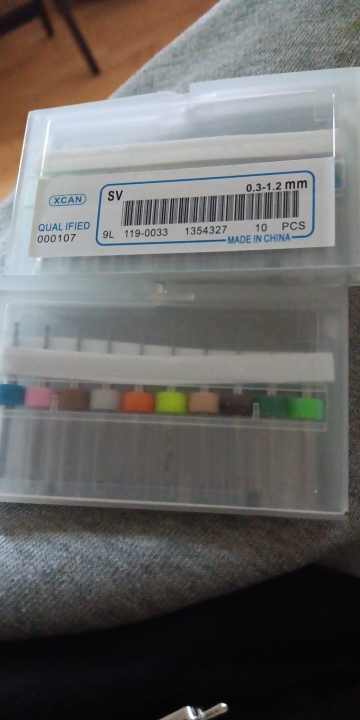 XCAN
QUALIFIED
000107
SV
0.3-1.2 mm
9L 119-0033 1354327 10 PCS
MADE IN CHINA